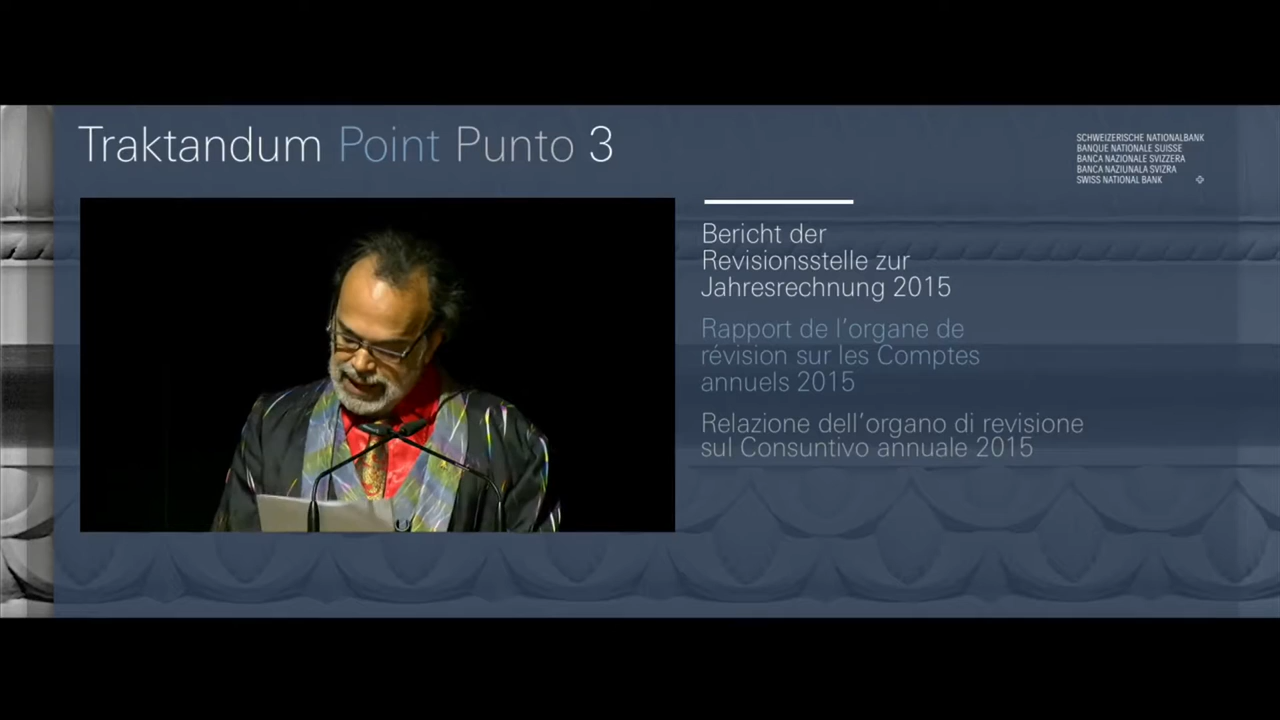 Traktandum Point Punto 3
SCHWEIZERISCHE NATIONALBANK
BANQUE NATIONALE SUISSE
BANCA NAZIONALE SVIZZERA
BANCA NAZIUNALA SVIZRA
SWISS NATIONAL BANK
Bericht der
Revisionsstelle zur
Jahresrechnung 2015
Rapport de l'organe de
révision sur les Comptes
annuels 2015
Relazione dell'organo di revisione
sul Consuntivo annuale 2015